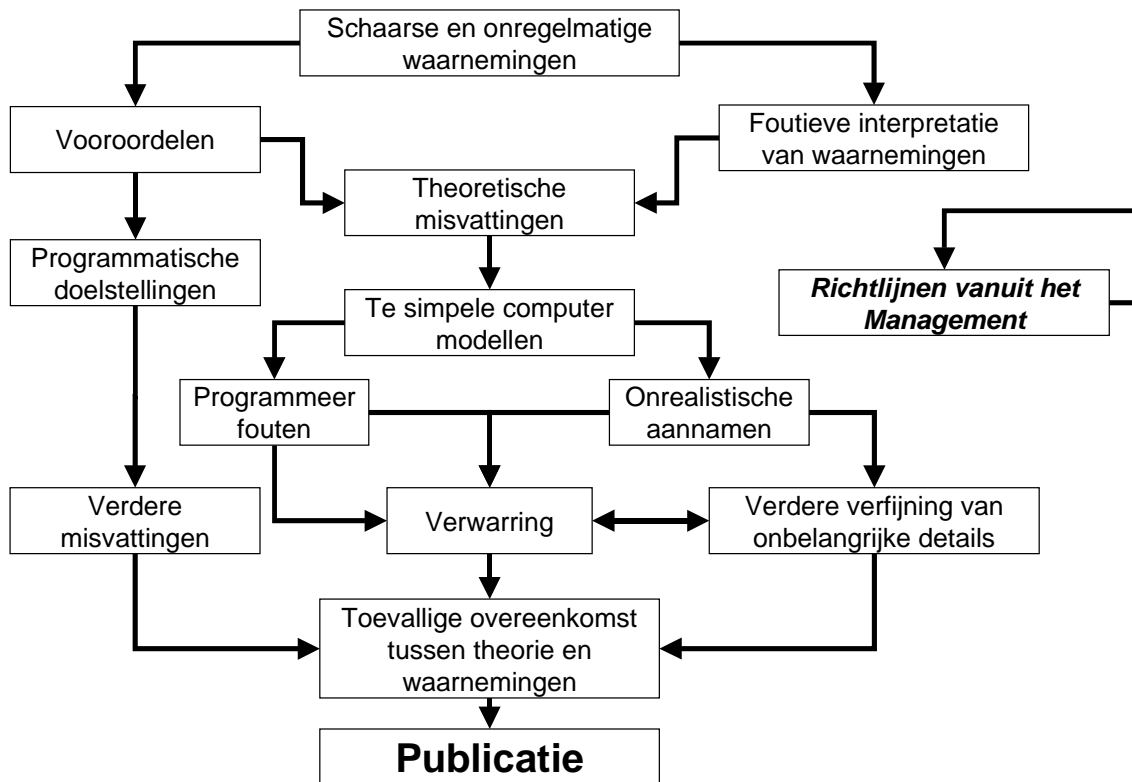 Schaarse en onregelmatige
waarnemingen
Vooroordelen
Foutieve interpretatie
van waarnemingen
Theoretische
misvattingen
Programmatische
doelstellingen
Richtlijnen vanuit het
Management
Te simpele computer
modellen
Programmeer
fouten
Onrealistische
aannamen
Verdere
misvattingen
Verwarring
Verdere verfijning van
onbelangrijke details
Toevallige overeenkomst
tussen theorie en
waarnemingen
Publicatie